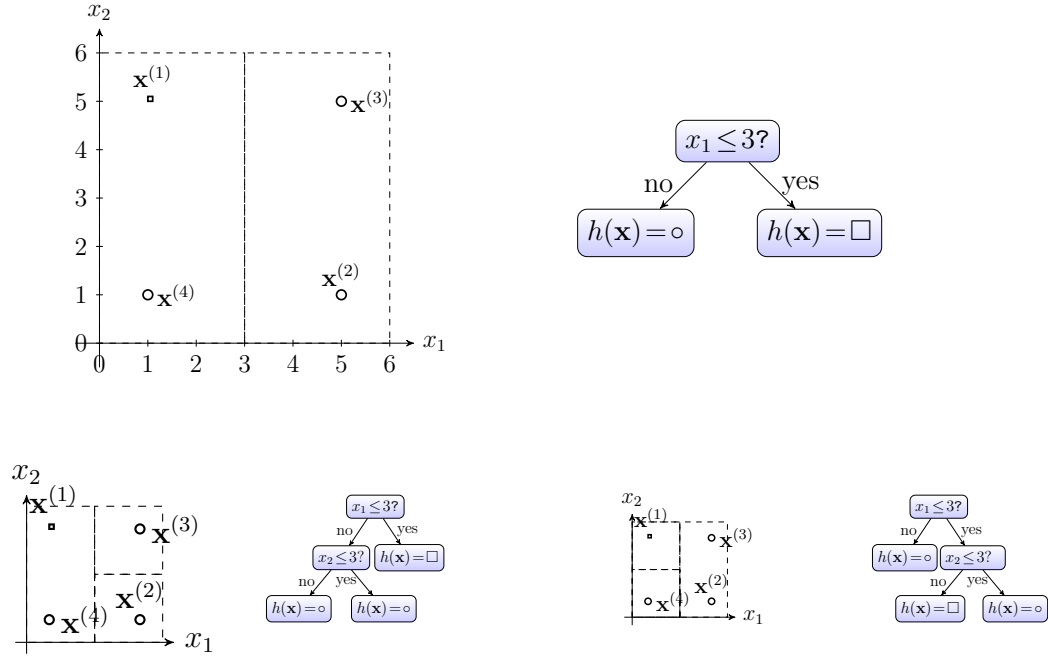 x₂
6
5
4
3
2
1
0
0 1 2 3 4 5 6
x₁
𝐱⁽¹⁾
𝐱⁽³⁾
𝐱⁽²⁾
𝐱⁽⁴⁾
x₁ ≤ 3?
no yes
h(𝐱) = ○ h(𝐱) = □
x₂
𝐱⁽¹⁾
𝐱⁽³⁾
𝐱⁽²⁾
𝐱⁽⁴⁾
x₁
x₁ ≤ 3?
no yes
x₂ ≤ 3? h(𝐱) = □
no yes
h(𝐱) = ○ h(𝐱) = ○
x₂
𝐱⁽¹⁾
𝐱⁽³⁾
𝐱⁽²⁾
𝐱⁽⁴⁾
x₁
x₁ ≤ 3?
no yes
h(𝐱) = ○ x₂ ≤ 3?
no yes
h(𝐱) = □ h(𝐱) = ○